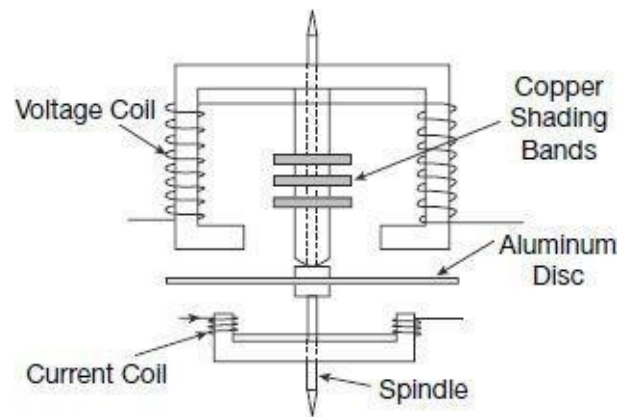 Voltage Coil
Copper
Shading
Bands
Aluminum
Disc
Current Coil
Spindle